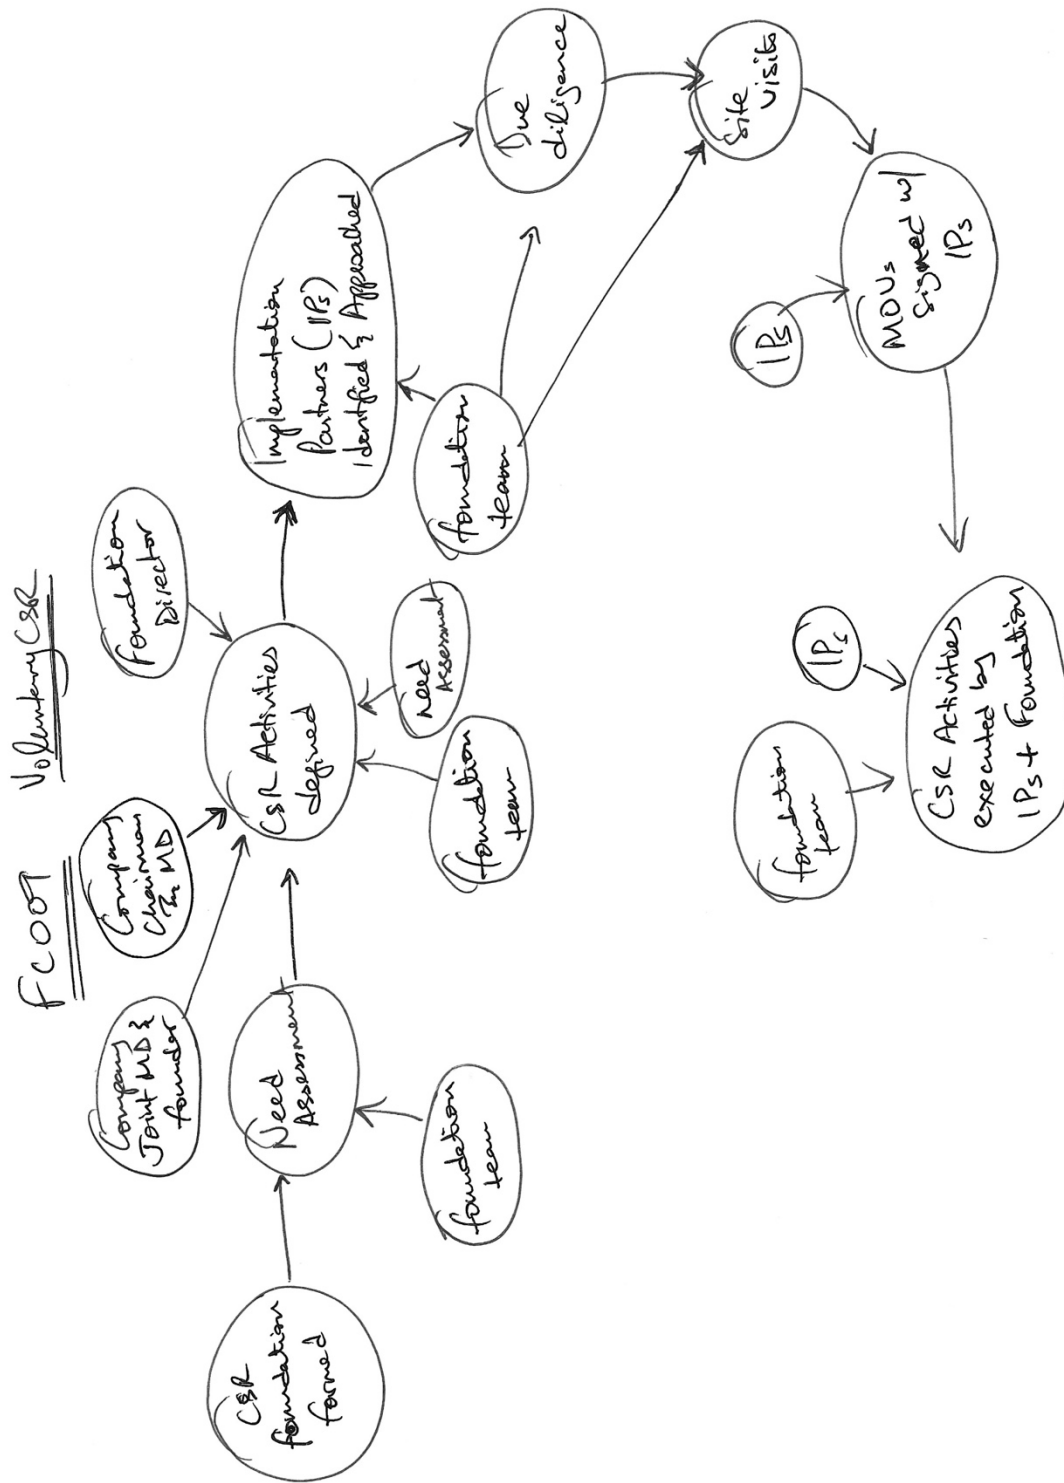 FC007
Voluntary CSR
Company
Joint MD &
founder
Company
Chairman
& MD
Foundation
Director
CSR
foundation
formed
Need
Assessment
CSR Activities
defined
Implementation
Partners (IPs)
Identified & Approached
Due
diligence
foundation
team
foundation
team
Need
Assessment
foundation
team
Site
visits
IPs
MOUs
signed w/
IPs
foundation
team
IPs
CSR Activities
executed by
IPs + Foundation